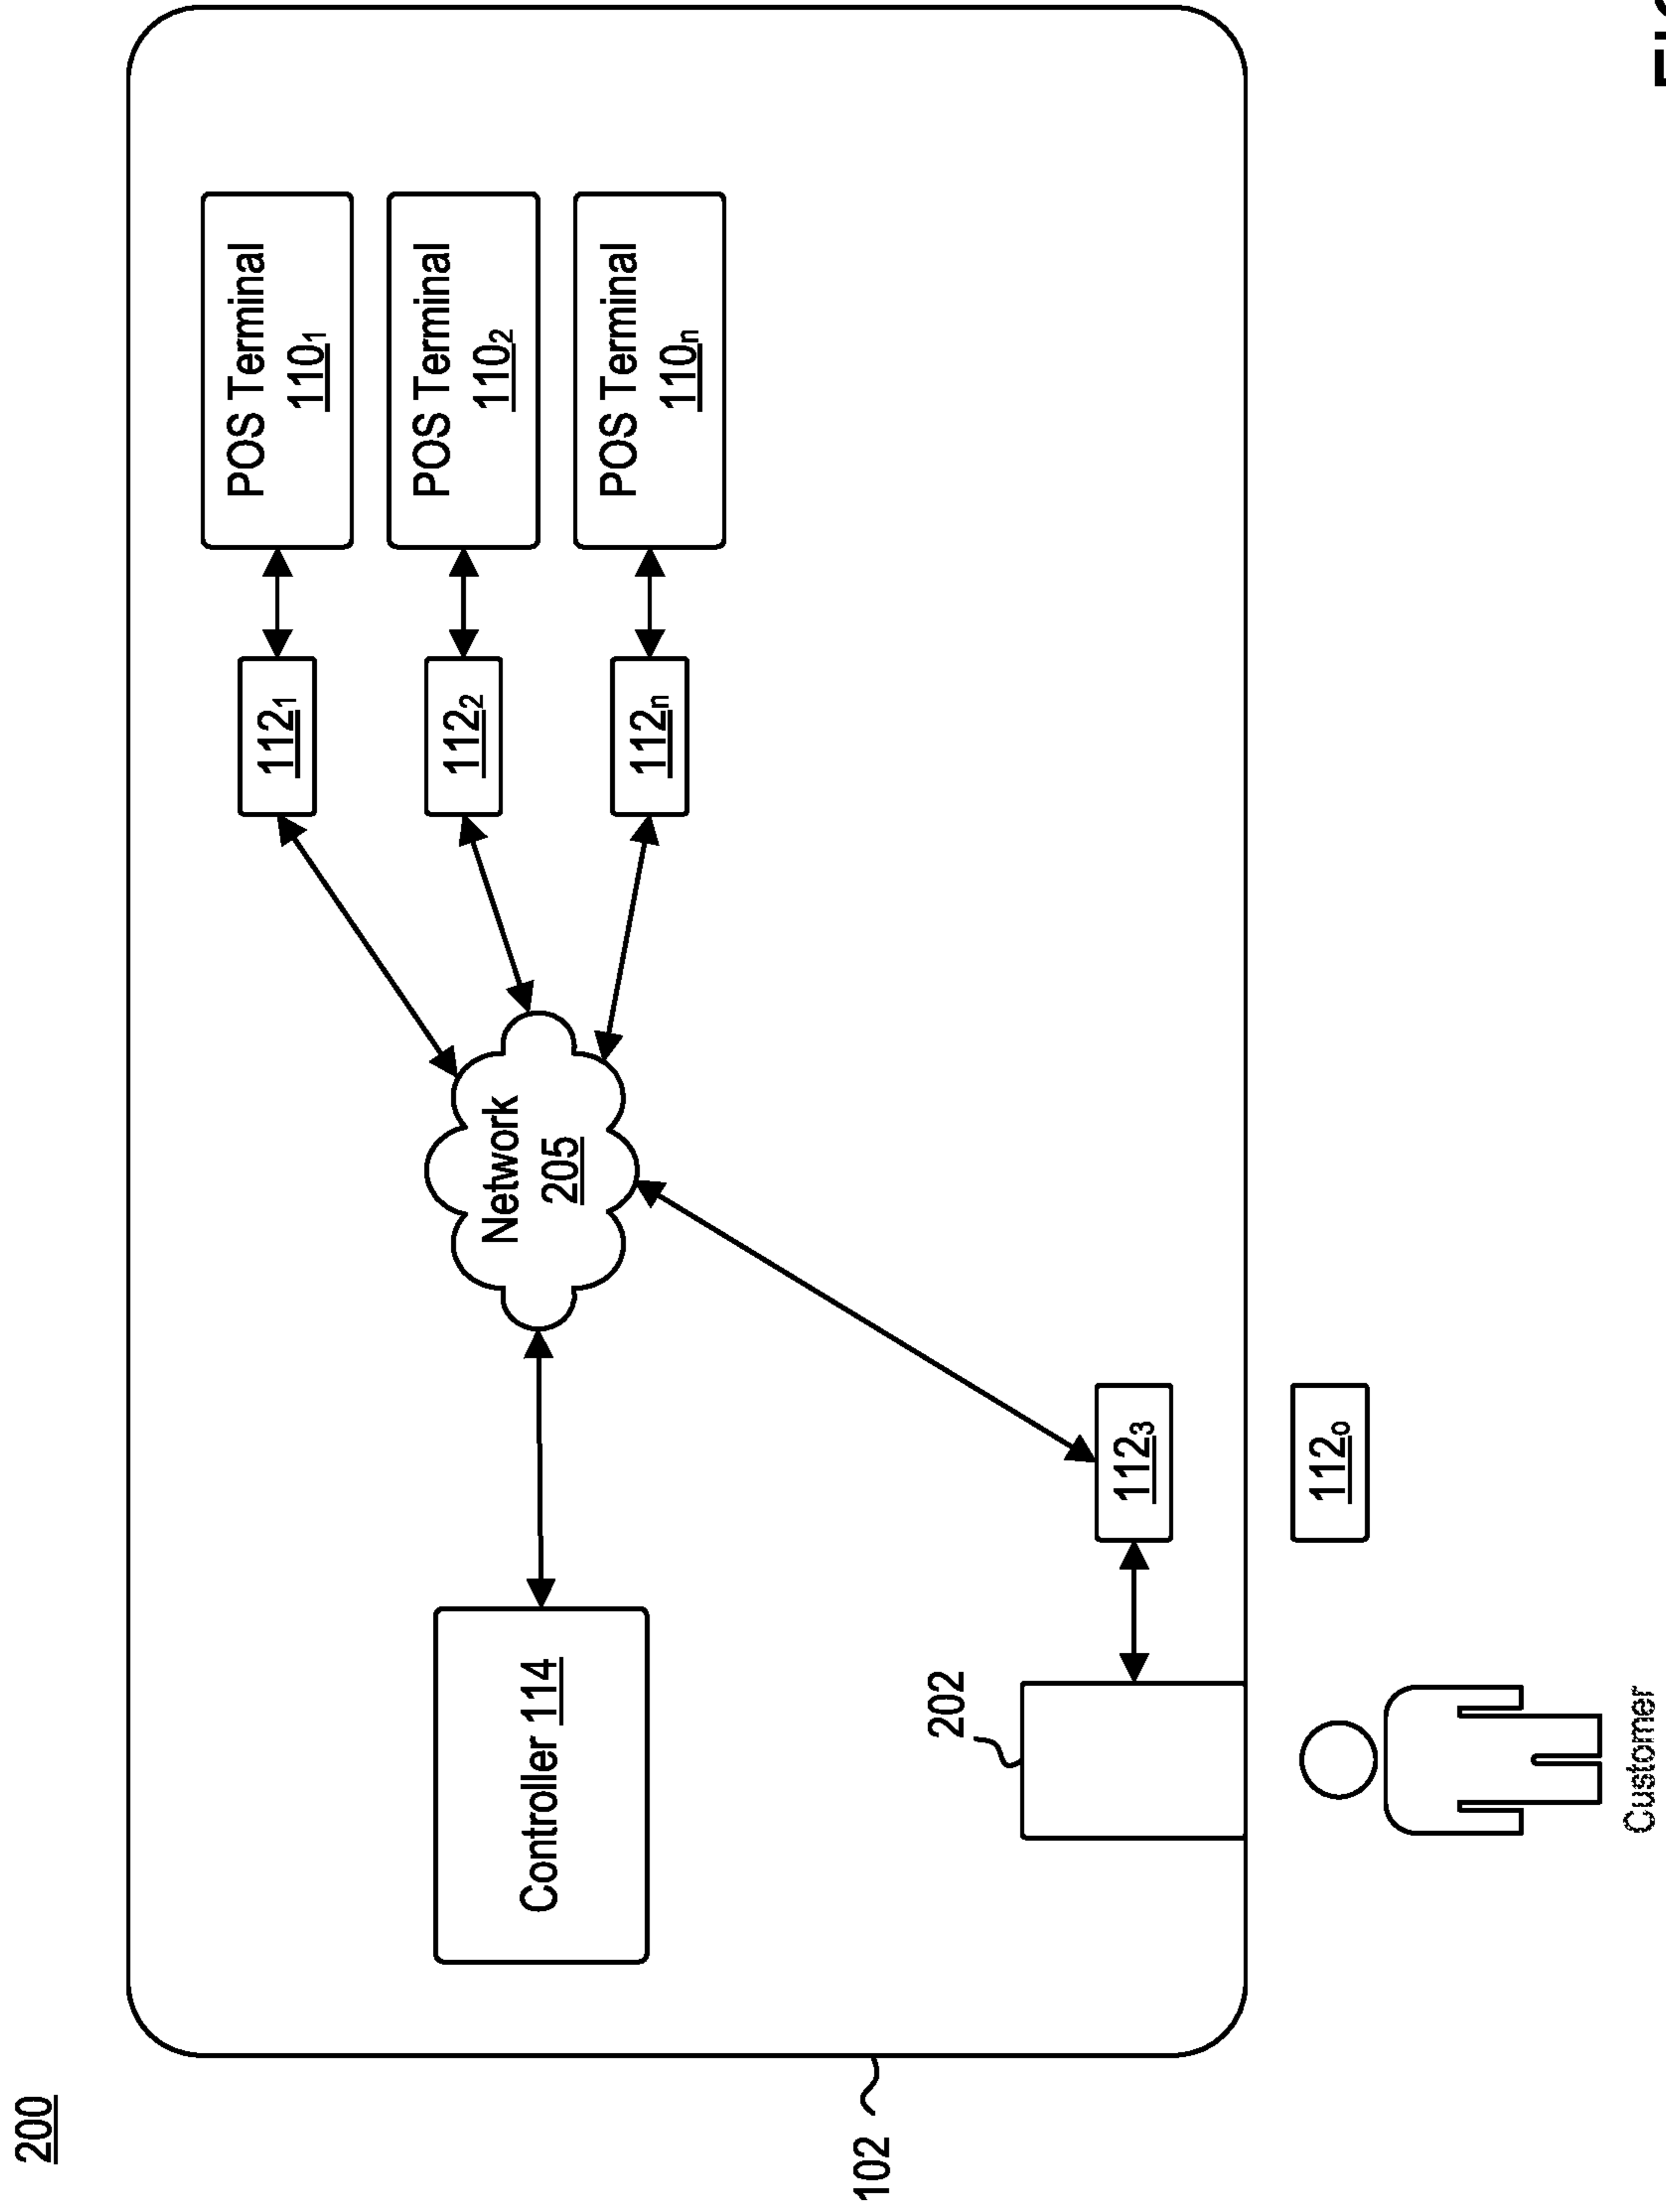 200
102
Controller 114
Network
205
112₁
112₂
112ₙ
POS Terminal
110₁
POS Terminal
110₂
POS Terminal
110ₙ
202
112₃
112ₒ
Customer